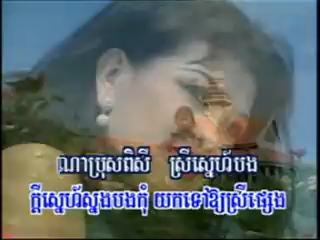 ណាប្រុសពិសី ស្រីស្នេហ៍បង
ក្ដីស្នេហ៍ស្នងបងកុំ យកទៅឱ្យស្រីផ្សេង